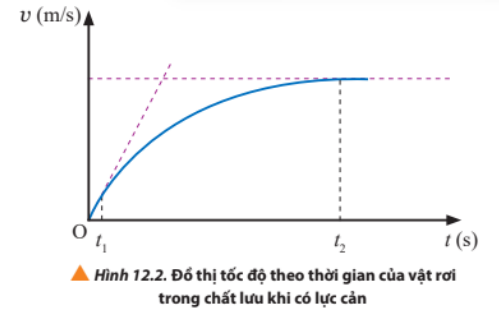 v (m/s)
O
t₁
t₂
t (s)
Hình 12.2. Đồ thị tốc độ theo thời gian của vật rơi
trong chất lưu khi có lực cản